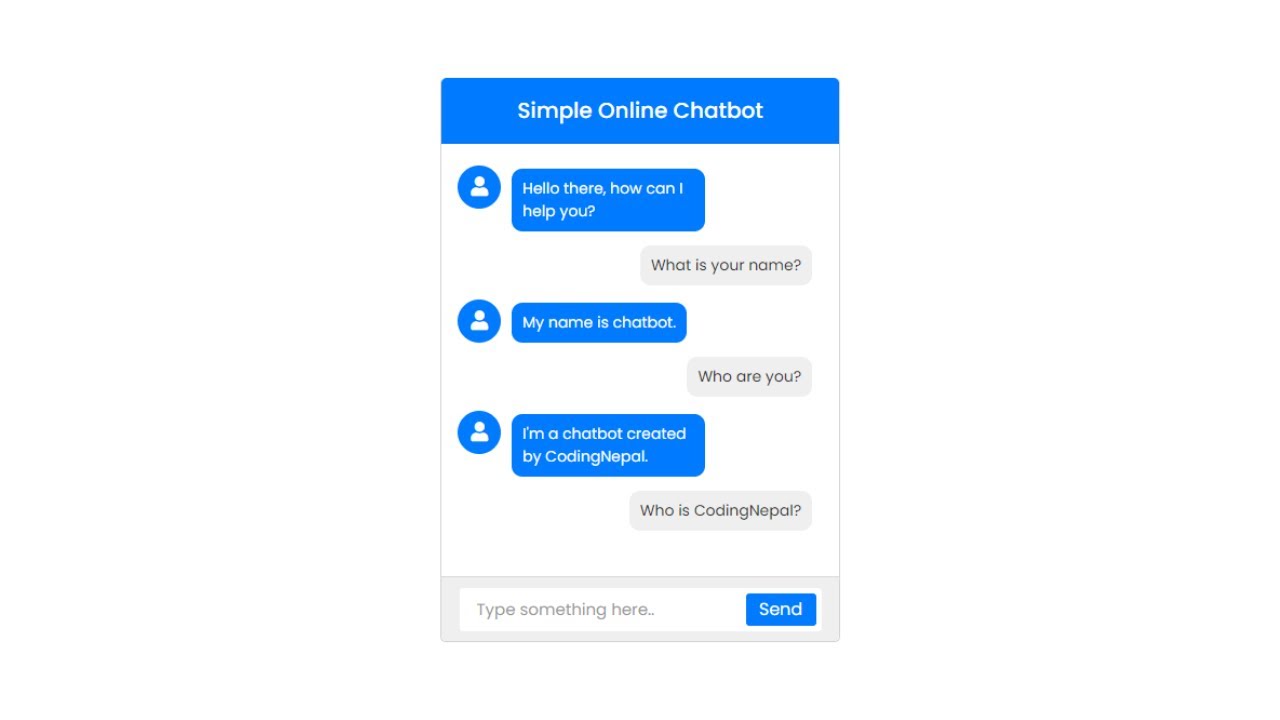 Simple Online Chatbot
Hello there, how can I
help you?
What is your name?
My name is chatbot.
Who are you?
I'm a chatbot created
by CodingNepal.
Who is CodingNepal?
Type something here..
Send